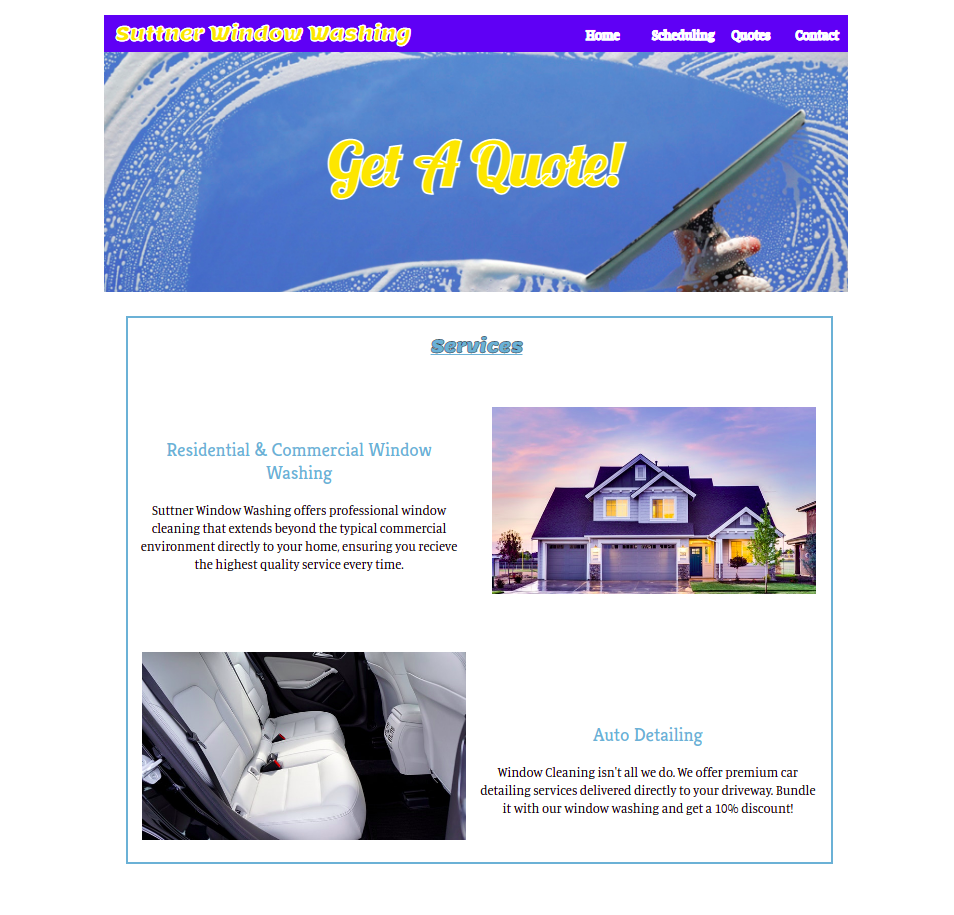 Suttner Window Washing
Home Scheduling Quotes Contact
Get A Quote!
Services
Residential & Commercial Window
Washing
Suttner Window Washing offers professional window
cleaning that extends beyond the typical commercial
environment directly to your home, ensuring you recieve
the highest quality service every time.
Auto Detailing
Window Cleaning isn't all we do. We offer premium car
detailing services delivered directly to your driveway. Bundle
it with our window washing and get a 10% discount!